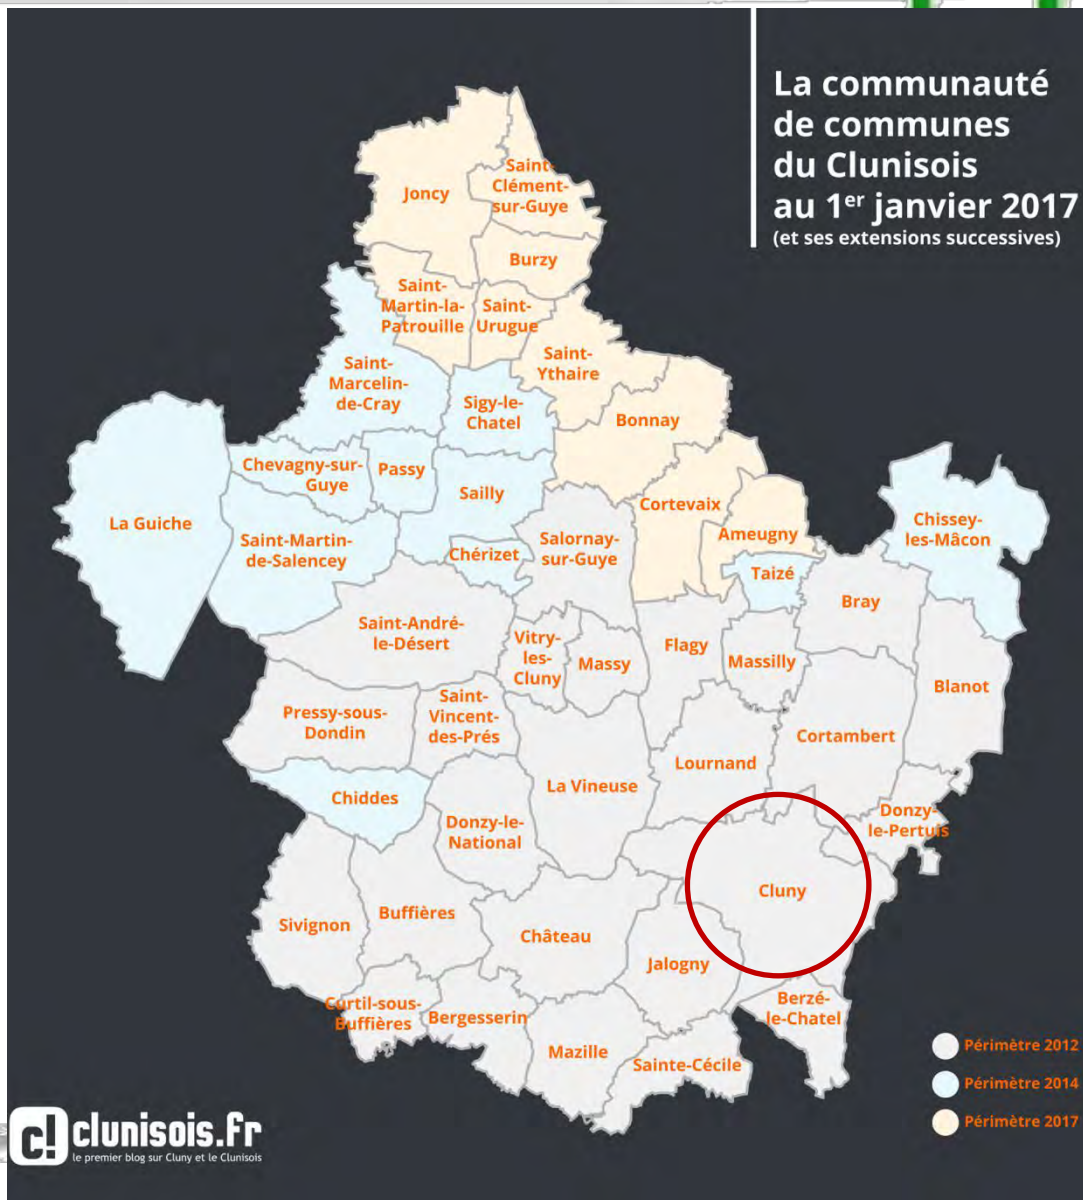 La communauté
de communes
du Clunisois
au 1er janvier 2017
(et ses extensions successives)
Joncy
Saint-
Clément-
sur-Guye
Burzy
Saint-
Martin-la-
Patrouille
Saint-
Urugue
Saint-
Ythaire
Saint-
Marcelin-
de-Cray
Sigy-le-
Chatel
Bonnay
Chevagny-sur-
Guye
Passy
Sailly
Cortevaix
La Guiche
Saint-Martin-
de-Salencey
Chérizet
Salornay-
sur-Guye
Ameugny
Taizé
Chissey-
les-Mâcon
Bray
Saint-André-
le-Désert
Vitry-
les-
Cluny
Massy
Flagy
Massilly
Blanot
Pressy-sous-
Dondin
Saint-
Vincent-
des-Prés
Cortambert
Lournand
La Vineuse
Chiddes
Donzy-le-
National
Donzy-
le-Pertuis
Cluny
Sivignon
Buffières
Château
Jalogny
Curtil-sous-
Buffières
Bergesserin
Berzé-
le-Chatel
Mazille
Sainte-Cécile
Périmètre 2012
Périmètre 2014
Périmètre 2017
c! clunisois.fr
le premier blog sur Cluny et le Clunisois